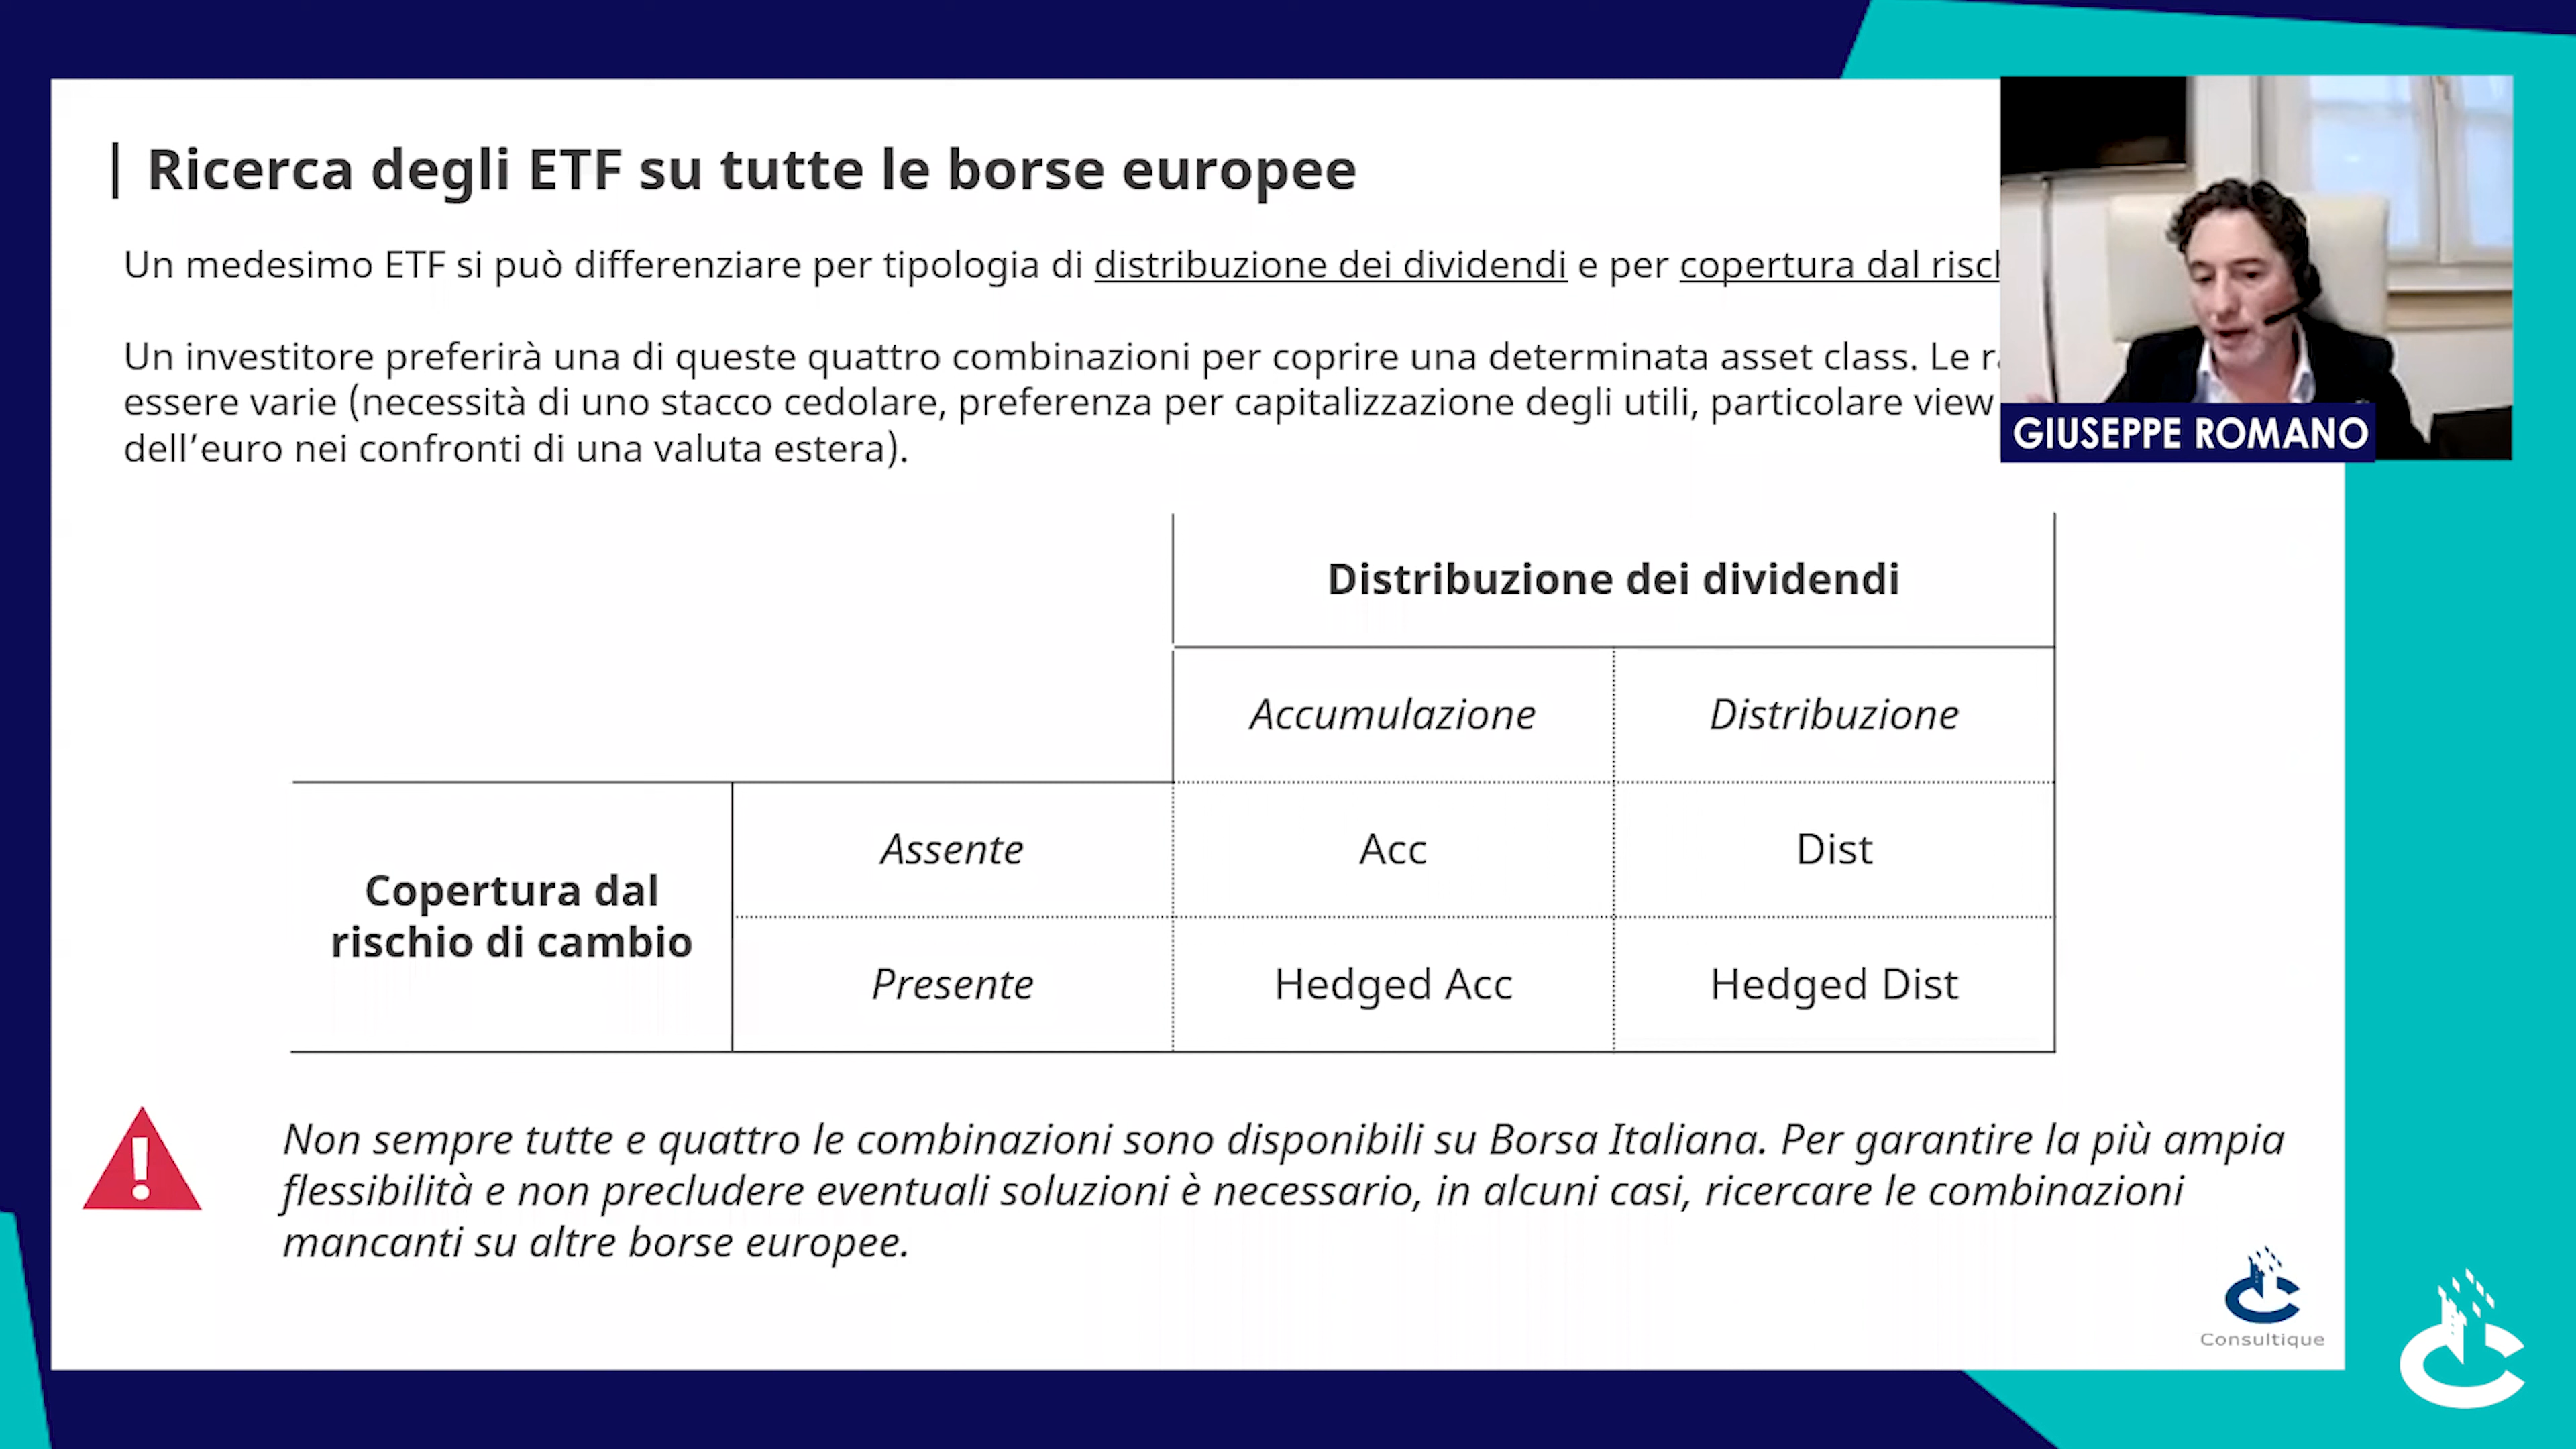 Ricerca degli ETF su tutte le borse europee
Un medesimo ETF si può differenziare per tipologia di distribuzione dei dividendi e per copertura dal
Un investitore preferirà una di queste quattro combinazioni per coprire una determinata asset class. Le
essere varie (necessità di uno stacco cedolare, preferenza per capitalizzazione degli utili, particolare view
dell’euro nei confronti di una valuta estera).
GIUSEPPE ROMANO
Distribuzione dei dividendi
Accumulazione Distribuzione
Copertura dal
rischio di cambio
Assente Acc Dist
Presente Hedged Acc Hedged Dist
Non sempre tutte e quattro le combinazioni sono disponibili su Borsa Italiana. Per garantire la più ampia
flessibilità e non precludere eventuali soluzioni è necessario, in alcuni casi, ricercare le combinazioni
mancanti su altre borse europee.
Consultique